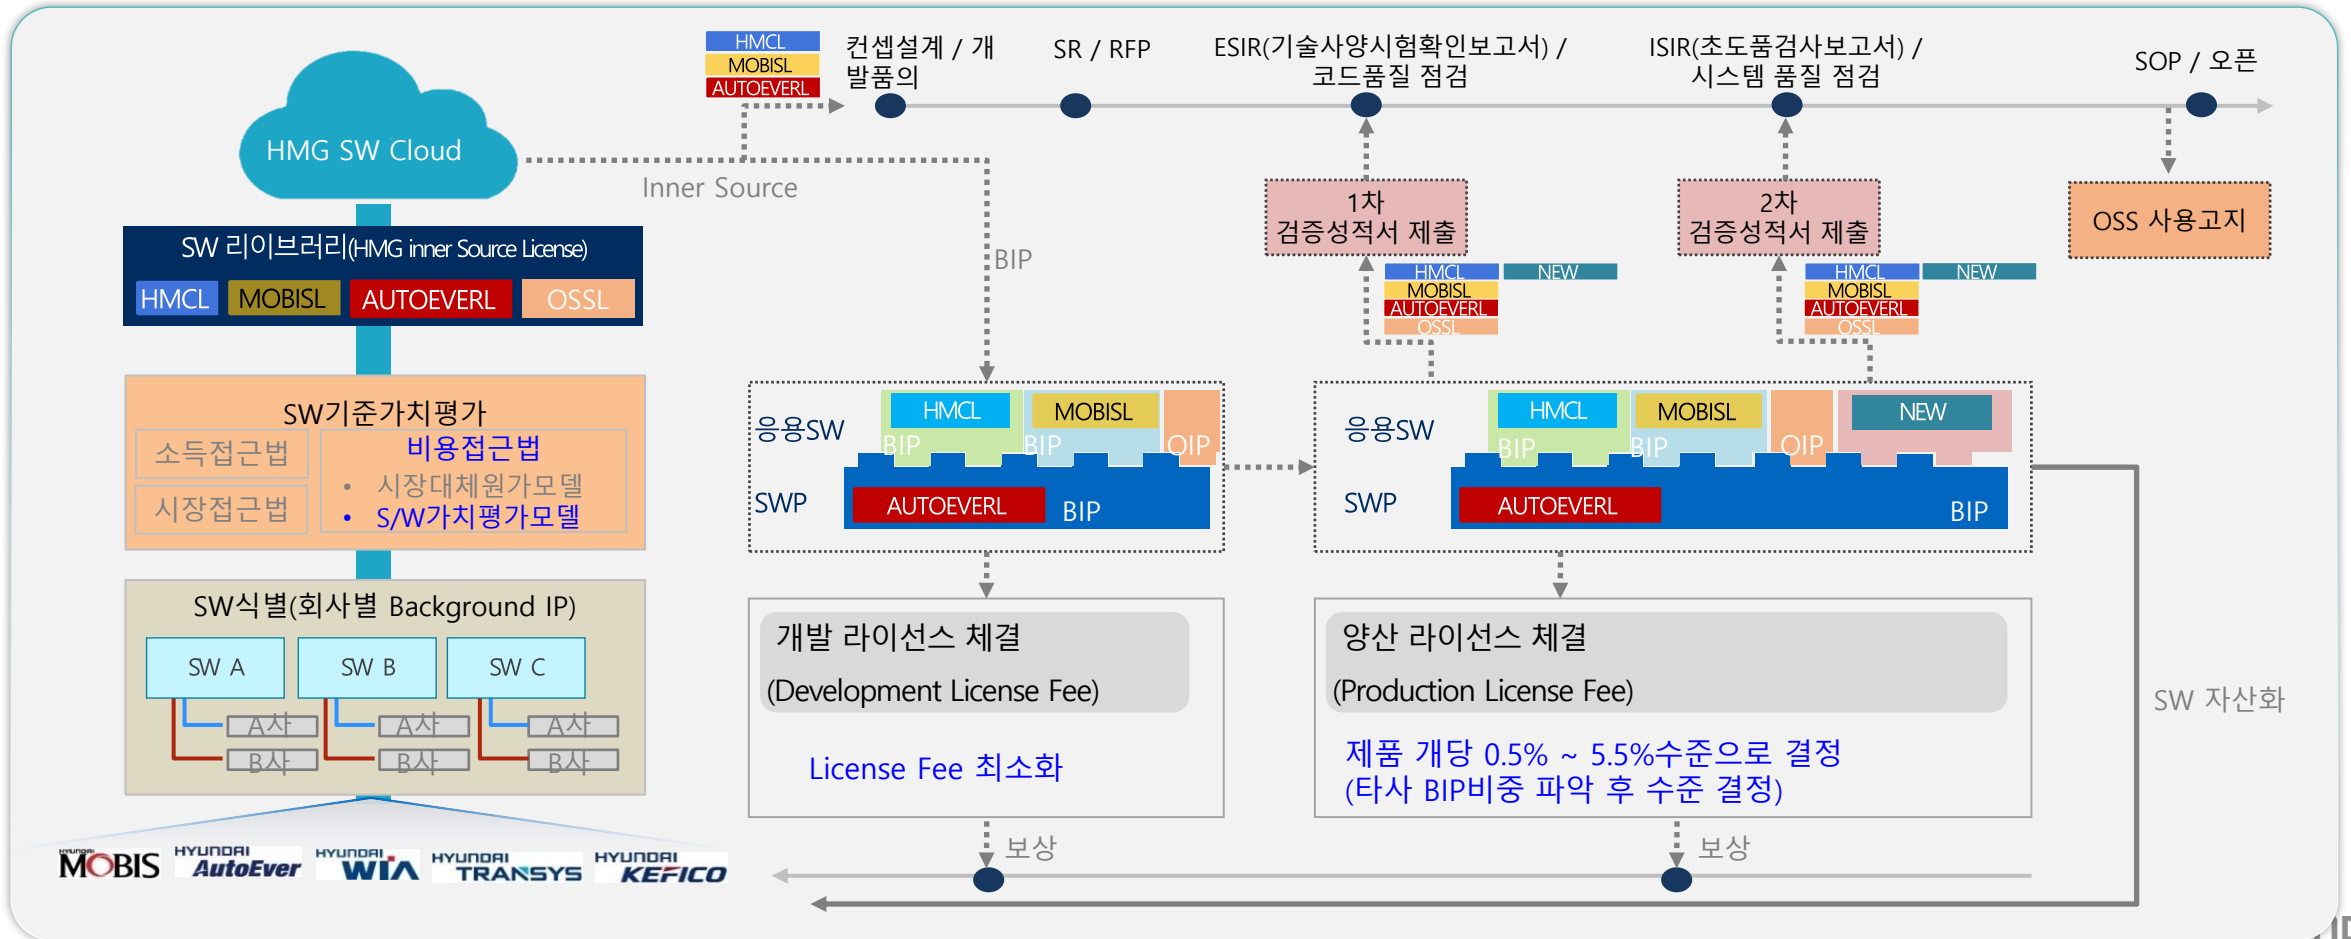 HMCL
MOBISL
AUTOEVERL
컨셉설계 / 개
발품의
SR / RFP
ESIR(기술사양시험확인보고서) /
코드품질 점검
ISIR(초도품검사보고서) /
시스템 품질 점검
SOP / 오픈
HMG SW Cloud
Inner Source
BIP
1차
검증성적서 제출
2차
검증성적서 제출
OSS 사용고지
SW 리이브러리(HMG inner Source License)
HMCL
MOBISL
AUTOEVERL
OSSL
HMCL
NEW
MOBISL
AUTOEVERL
OSSL
HMCL
NEW
MOBISL
AUTOEVERL
OSSL
SW기준가치평가
소득접근법
시장접근법
비용접근법
• 시장대체원가모델
• S/W가치평가모델
응용SW
HMCL
MOBISL
BIP
BIP
OIP
SWP
AUTOEVERL
BIP
응용SW
HMCL
MOBISL
NEW
BIP
BIP
OIP
SWP
AUTOEVERL
BIP
SW식별(회사별 Background IP)
SW A
SW B
SW C
A사
A사
A사
B사
B사
B사
개발 라이선스 체결
(Development License Fee)
License Fee 최소화
양산 라이선스 체결
(Production License Fee)
제품 개당 0.5% ~ 5.5%수준으로 결정
(타사 BIP비중 파악 후 수준 결정)
SW 자산화
보상
보상
HYUNDAI
MOBIS
HYUNDAI
AutoEver
HYUNDAI
WIA
HYUNDAI
TRANSYS
HYUNDAI
KEFICO